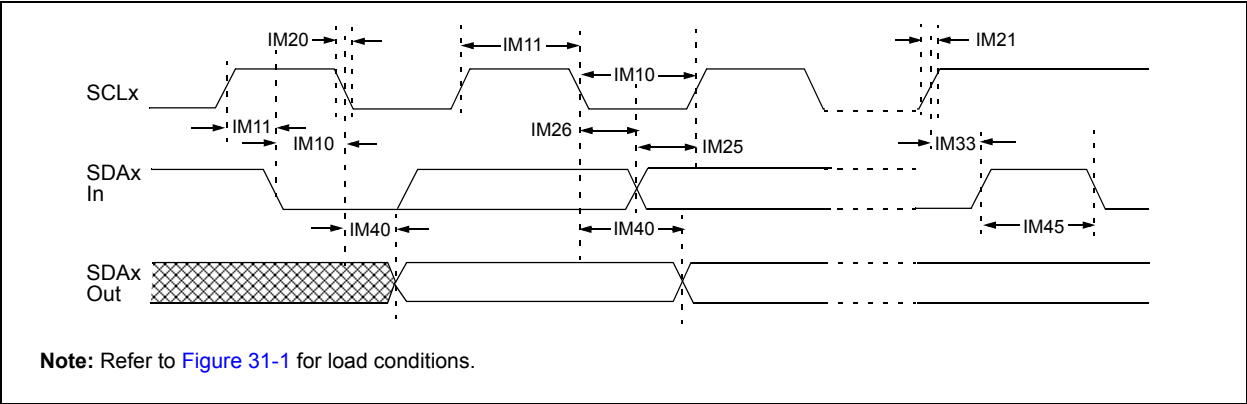 IM20
IM11
IM21
IM10
SCLx
IM11
IM10
IM26
IM25
IM33
SDAx
In
IM40
IM40
IM45
SDAx
Out
Note: Refer to Figure 31-1 for load conditions.